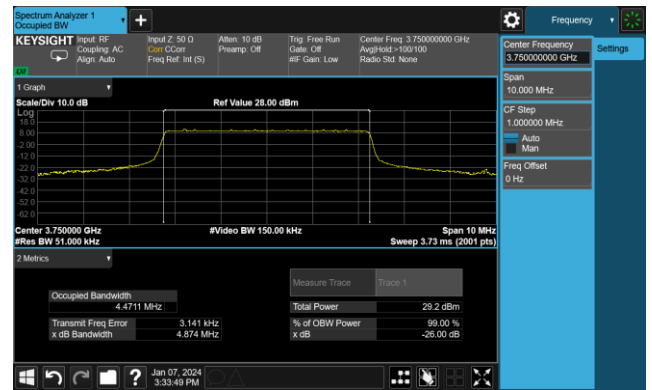 Spectrum Analyzer 1
Occupied BW
Frequency
KEYSIGHT
Input: RF
Coupling: AC
Align: Auto
Input Z: 50 Ω
Corr CCorr
Freq Ref: Int (S)
Atten: 10 dB
Preamp: Off
Trig: Free Run
Gate: Off
#IF Gain: Low
Center Freq: 3.750000000 GHz
Avg|Hold:>100/100
Radio Std: None
Center Frequency
3.750000000 GHz
Settings
Span
10.000 MHz
CF Step
1.000000 MHz
Auto
Man
Freq Offset
0 Hz
1 Graph
Scale/Div 10.0 dB
Ref Value 28.00 dBm
Log
18.0
8.00
-2.00
-12.0
-22.0
-32.0
-42.0
-52.0
-62.0
Center 3.750000 GHz
#Video BW 150.00 kHz
Span 10 MHz
#Res BW 51.000 kHz
Sweep 3.73 ms (2001 pts)
2 Metrics
Measure Trace
Trace 1
Occupied Bandwidth
4.4711 MHz
Total Power
29.2 dBm
Transmit Freq Error
3.141 kHz
% of OBW Power
99.00 %
x dB Bandwidth
4.874 MHz
x dB
-26.00 dB
Jan 07, 2024
3:33:49 PM